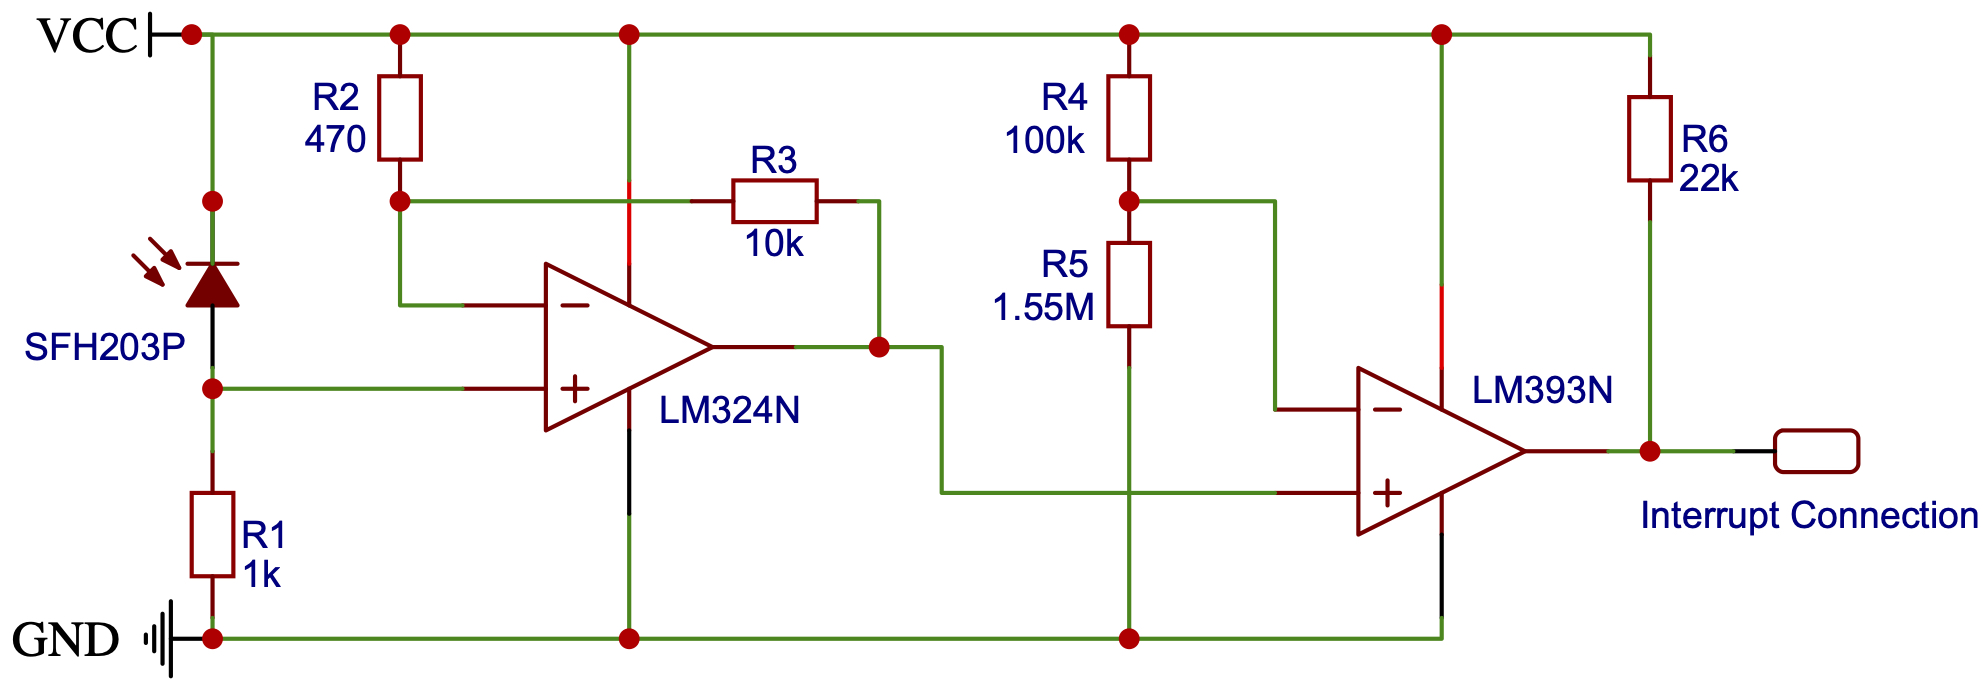 VCC
R2
470
R3
10k
R4
100k
R5
1.55M
R6
22k
SFH203P
−
+
LM324N
−
+
LM393N
Interrupt Connection
R1
1k
GND